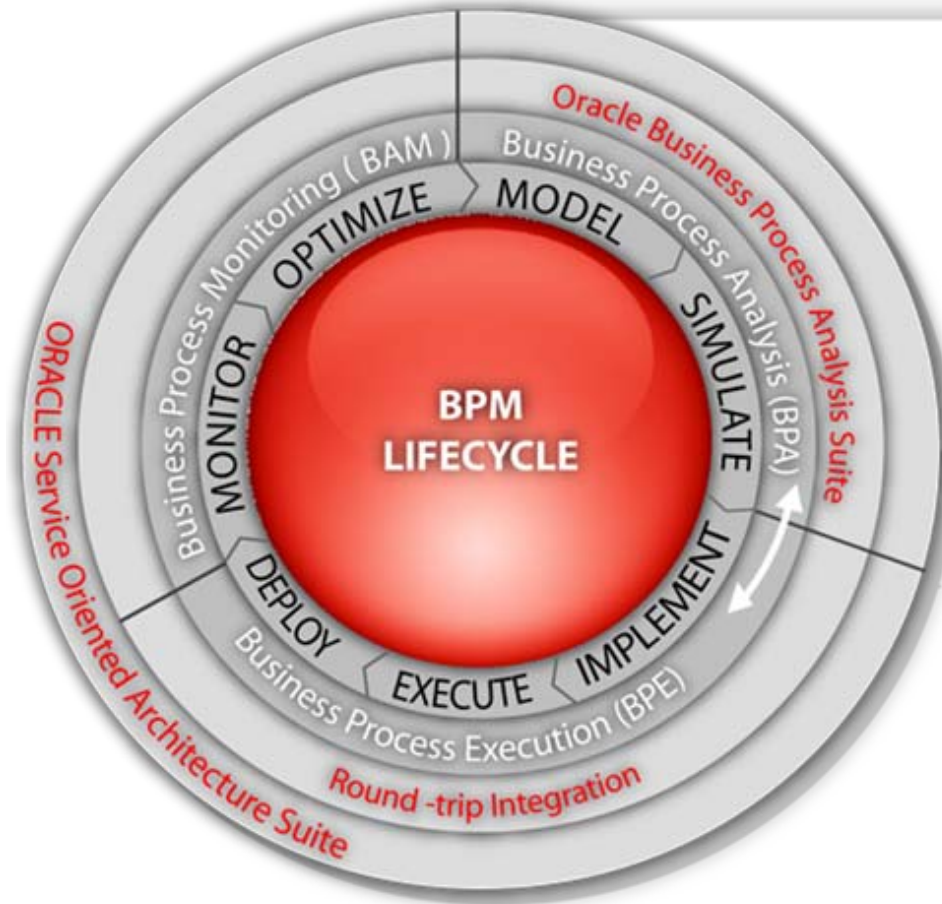 BPM
LIFECYCLE
MODEL
SIMULATE
IMPLEMENT
EXECUTE
DEPLOY
MONITOR
OPTIMIZE
Business Process Analysis (BPA)
Business Process Execution (BPE)
Business Process Monitoring ( BAM )
Oracle Business Process Analysis Suite
Round -trip Integration
ORACLE Service Oriented Architecture Suite